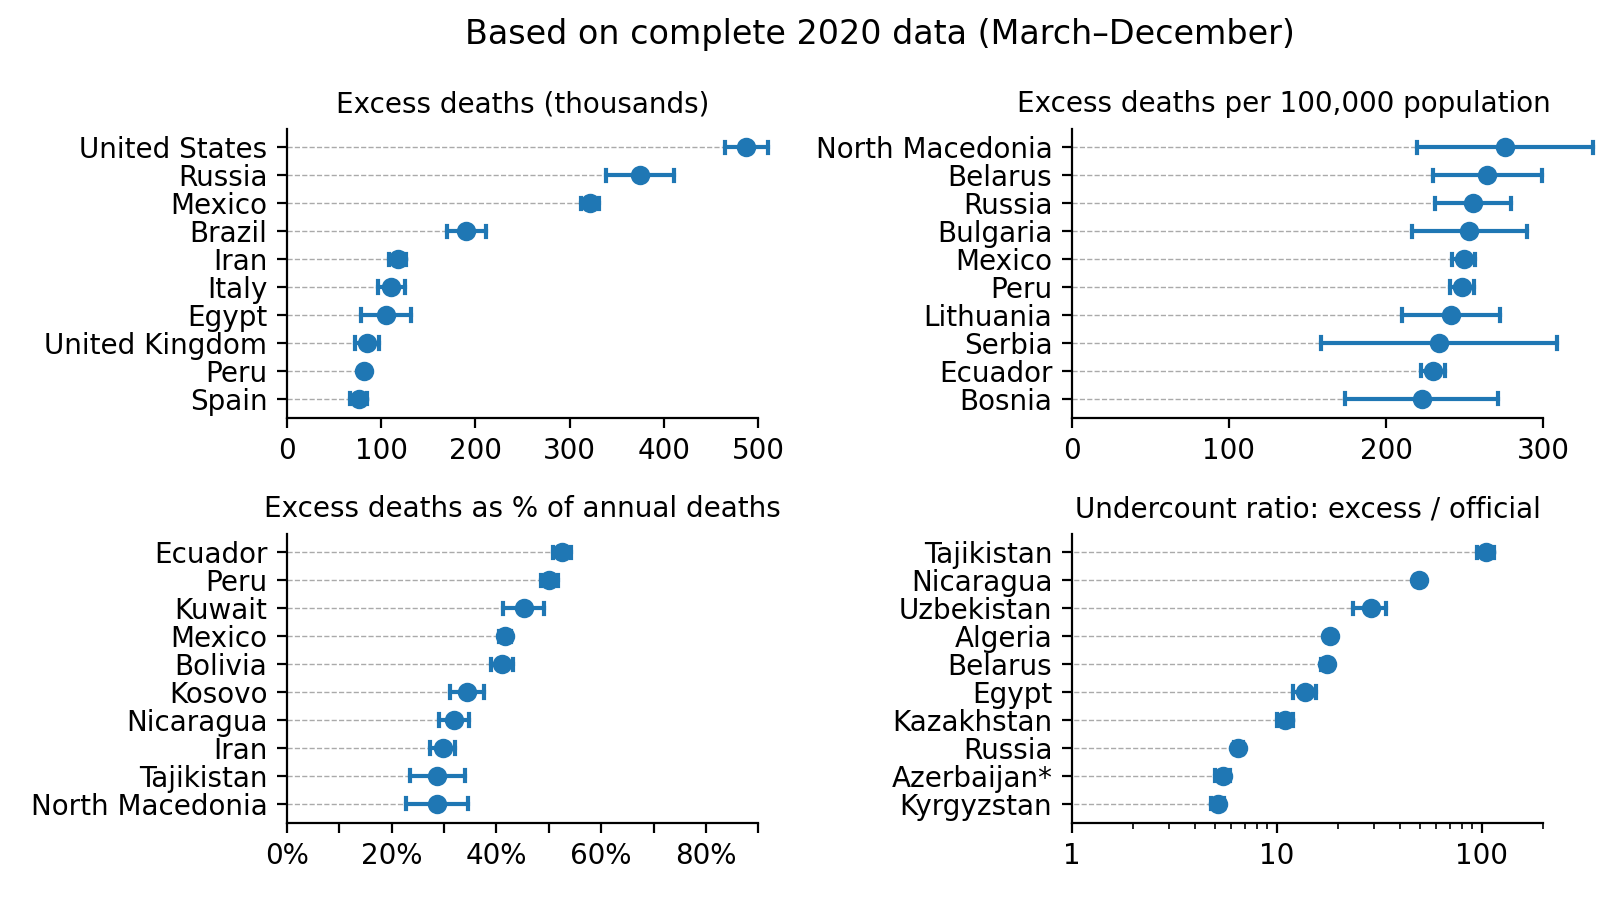 Based on complete 2020 data (March–December)
Excess deaths (thousands)
United States
Russia
Mexico
Brazil
Iran
Italy
Egypt
United Kingdom
Peru
Spain
0 100 200 300 400 500
Excess deaths per 100,000 population
North Macedonia
Belarus
Russia
Bulgaria
Mexico
Peru
Lithuania
Serbia
Ecuador
Bosnia
0 100 200 300
Excess deaths as % of annual deaths
Ecuador
Peru
Kuwait
Mexico
Bolivia
Kosovo
Nicaragua
Iran
Tajikistan
North Macedonia
0% 20% 40% 60% 80%
Undercount ratio: excess / official
Tajikistan
Nicaragua
Uzbekistan
Algeria
Belarus
Egypt
Kazakhstan
Russia
Azerbaijan*
Kyrgyzstan
1 10 100